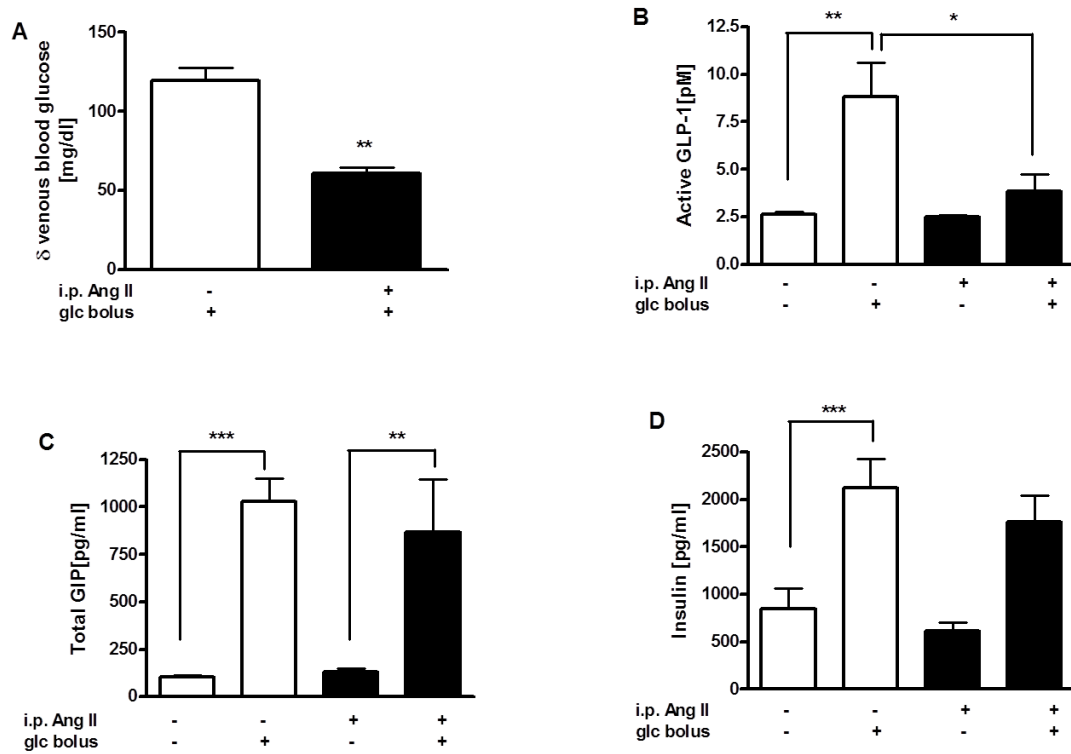 A
δ venous blood glucose
[mg/dl]
150
100
50
0
**
i.p. Ang II - +
glc bolus + +
B
Active GLP-1[pM]
12.5
10.0
7.5
5.0
2.5
0.0
** *
i.p. Ang II - - + +
glc bolus - + - +
C
Total GIP[pg/ml]
1250
1000
750
500
250
0
*** **
i.p. Ang II - - + +
glc bolus - + - +
D
Insulin [pg/ml]
2500
2000
1500
1000
500
0
***
i.p. Ang II - - + +
glc bolus - + - +